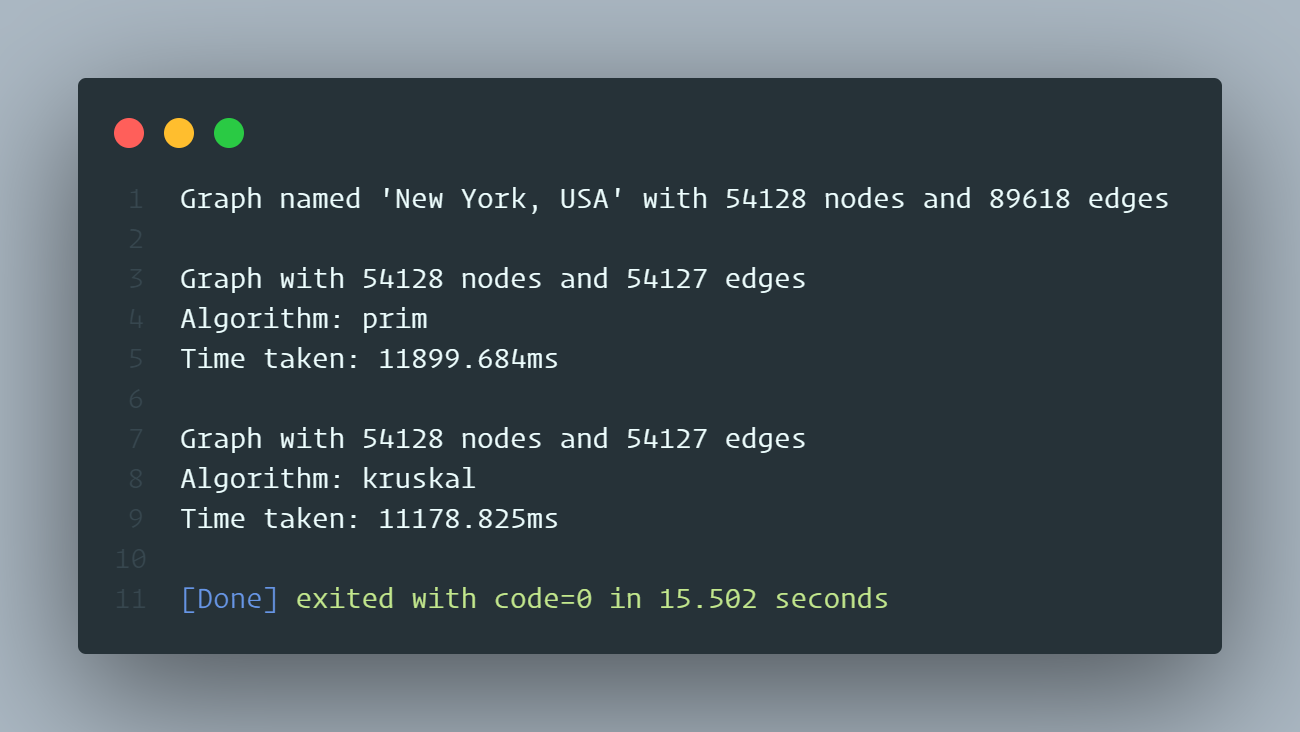 1 Graph named 'New York, USA' with 54128 nodes and 89618 edges
2
3 Graph with 54128 nodes and 54127 edges
4 Algorithm: prim
5 Time taken: 11899.684ms
6
7 Graph with 54128 nodes and 54127 edges
8 Algorithm: kruskal
9 Time taken: 11178.825ms
10
11 [Done] exited with code=0 in 15.502 seconds